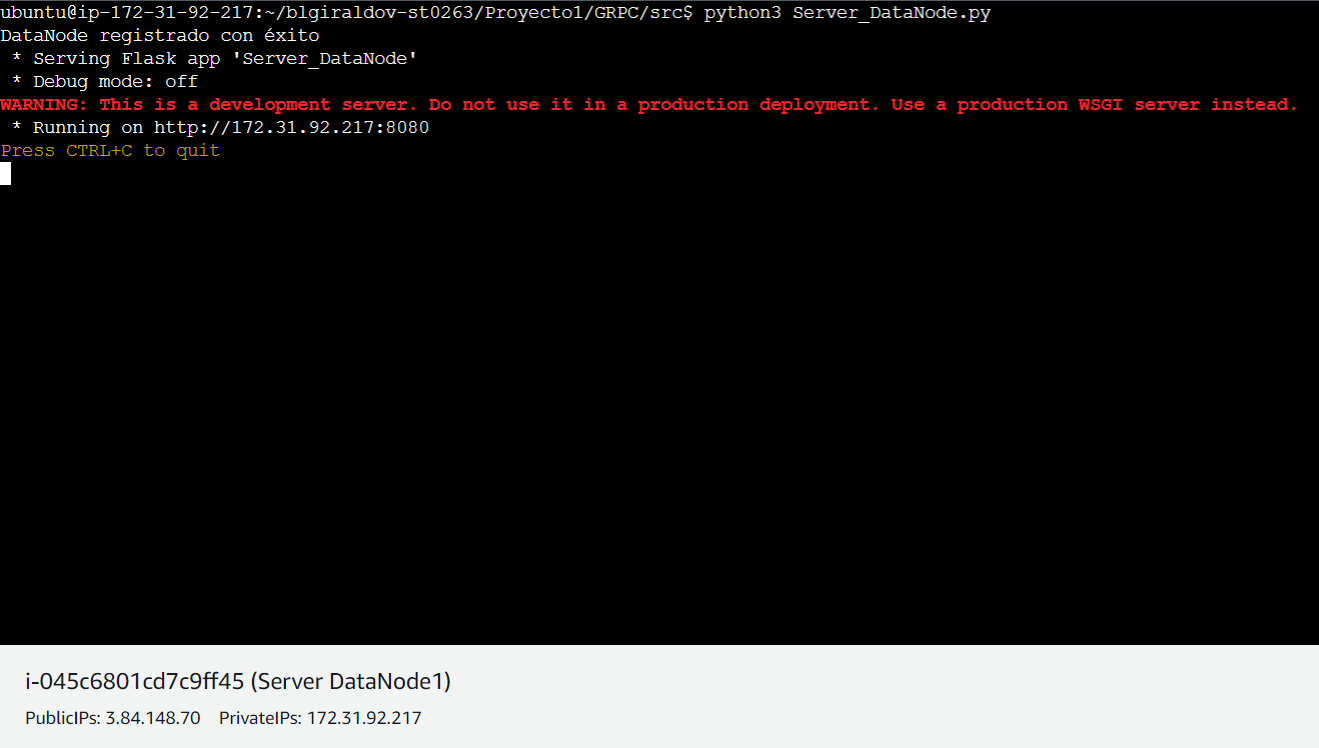 ubuntu@ip-172-31-92-217:~/blgiraldov-st0263/Proyecto1/GRPC/src$ python3 Server_DataNode.py
DataNode registrado con éxito
 * Serving Flask app 'Server_DataNode'
 * Debug mode: off
WARNING: This is a development server. Do not use it in a production deployment. Use a production WSGI server instead.
 * Running on http://172.31.92.217:8080
Press CTRL+C to quit
i-045c6801cd7c9ff45 (Server DataNode1)
PublicIPs: 3.84.148.70 PrivateIPs: 172.31.92.217